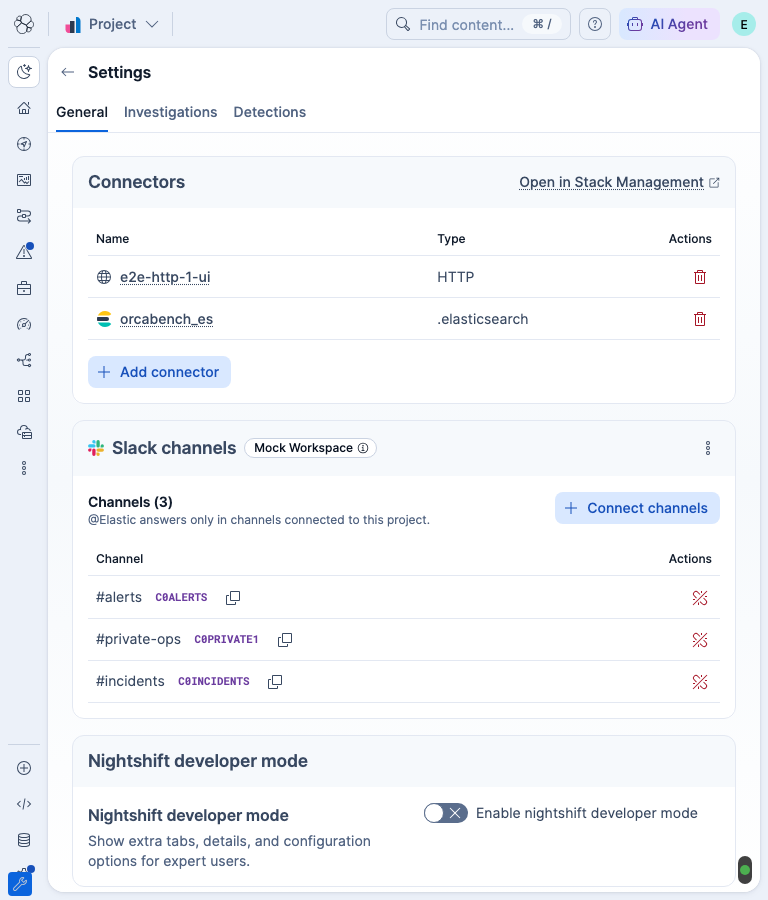 Project
Find content...
⌘ /
AI Agent
E
Settings
General
Investigations
Detections
Connectors
Open in Stack Management
Name
Type
Actions
e2e-http-1-ui
HTTP
orcabench_es
.elasticsearch
Add connector
Slack channels
Mock Workspace
Channels (3)
@Elastic answers only in channels connected to this project.
Connect channels
Channel
Actions
#alerts
C0ALERTS
#private-ops
C0PRIVATE1
#incidents
C0INCIDENTS
Nightshift developer mode
Nightshift developer mode
Enable nightshift developer mode
Show extra tabs, details, and configuration
options for expert users.